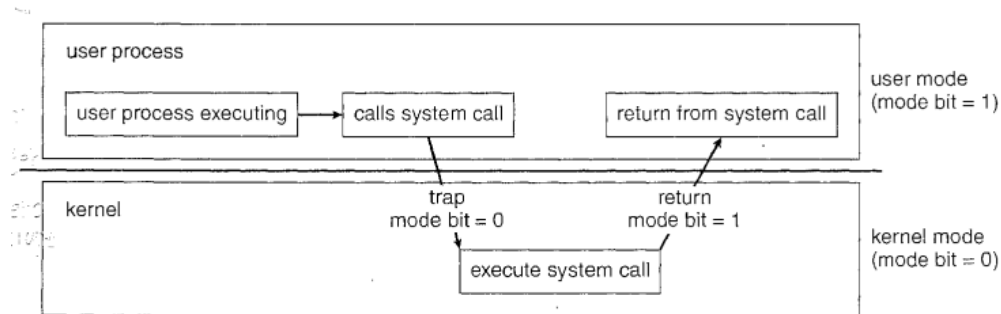 user process
user process executing
calls system call
return from system call
user mode
(mode bit = 1)
trap
mode bit = 0
return
mode bit = 1
kernel
execute system call
kernel mode
(mode bit = 0)